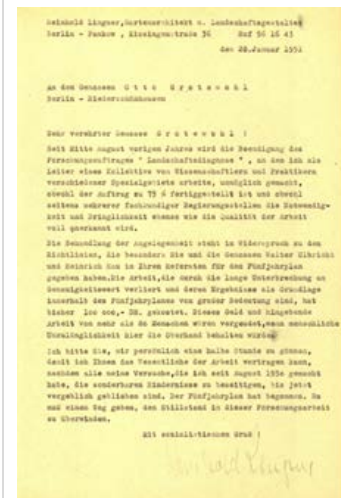 Reinhold Lingner, Gartenarchitekt u. Landschaftsgestalter
Berlin - Pankow , Kissingenstraße 36 Ruf 56 16 43
den 28.Januar 1951
An den Genossen O t t o G r o t e w o h l
Berlin - Niederschönhausen
Sehr verehrter Genosse G r o t e w o h l !
Seit Mitte August vorigen Jahres wird die Beendigung des
Forschungsauftrages " Landschaftsdiagnose " , an dem ich als
Leiter eines Kollektivs von Wissenschaftlern und Praktikern
verschiedener Spezialgebiete arbeite, unmöglich gemacht,
obwohl der Auftrag zu 75 % fertiggestellt ist und obwohl
seitens mehrerer fachkundiger Regierungsstellen die Notwendig-
keit und Dringlichkeit ebenso wie die Qualität der Arbeit
voll anerkannt wird.
Die Behandlung der Angelegenheit steht in Widerspruch zu den
Richtlinien, die besonders Sie und die Genossen Walter Ulbricht
und Heinrich Rau in Ihren Referaten für den Fünfjahrplan
gegeben haben.Die Arbeit,die durch die lange Unterbrechung an
Genauigkeitswert verliert und deren Ergebnisse als Grundlage
innerhalb des Fünfjahrplanes von großer Bedeutung sind, hat
bisher 100 000,- DM. gekostet. Dieses Geld und hingebende
Arbeit von mehr als 80 Menschen wären vergeudet,wenn menschliche
Unzulänglichkeit hier die Oberhand behalten würde.
Ich bitte Sie, mir persönlich eine halbe Stunde zu gönnen,
damit ich Ihnen das Wesentliche der Arbeit vortragen kann,
nachdem alle meine Versuche,die ich seit August 1950 gemacht
habe, die sonderbaren Hindernisse zu beseitigen, bis jetzt
vergeblich geblieben sind. Der Fünfjahrplan hat begonnen. Es
muß einen Weg geben, den Stillstand in dieser Forschungsarbeit
zu überwinden.
Mit sozialistischem Gruß !
Reinhold Lingner